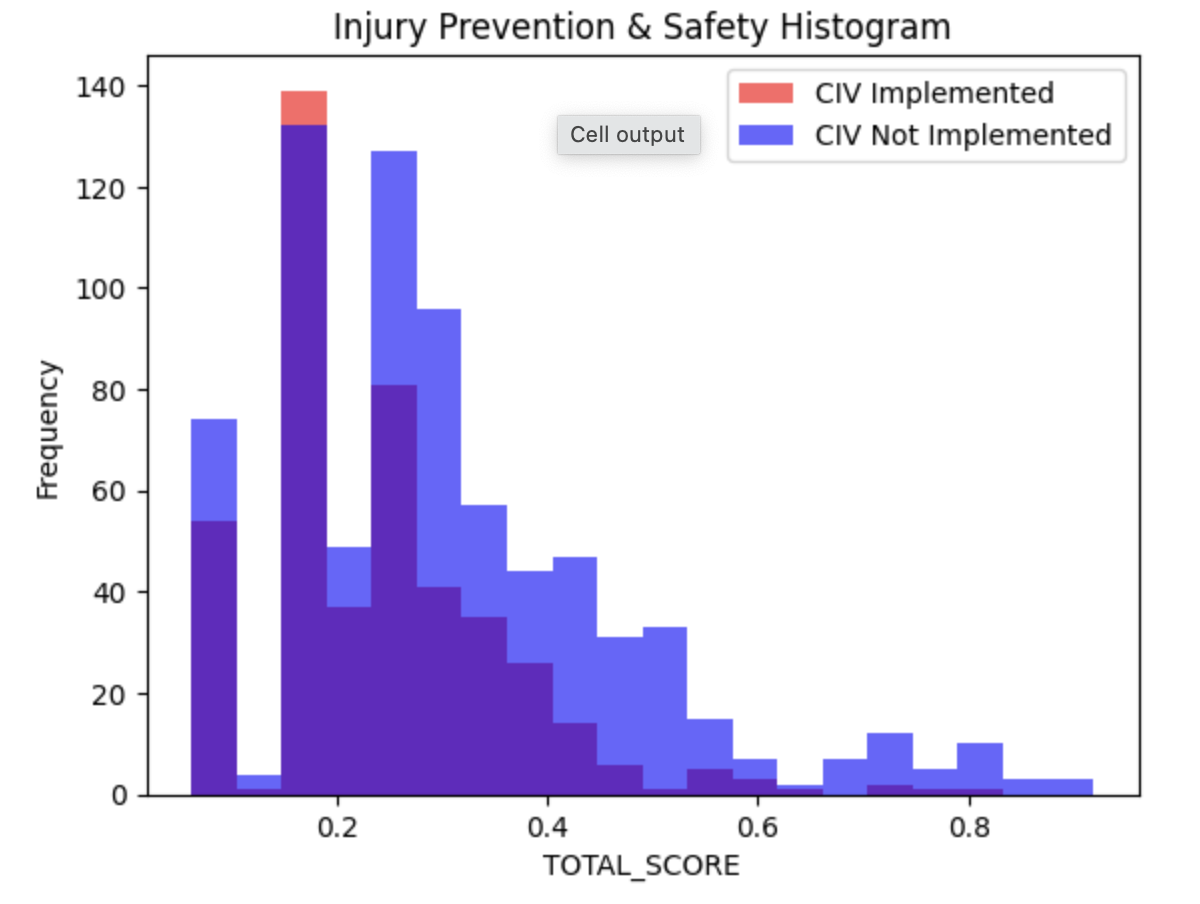 Injury Prevention & Safety Histogram
CIV Implemented
CIV Not Implemented
Cell output
140
120
100
80
60
40
20
0
Frequency
0.2
0.4
0.6
0.8
TOTAL_SCORE